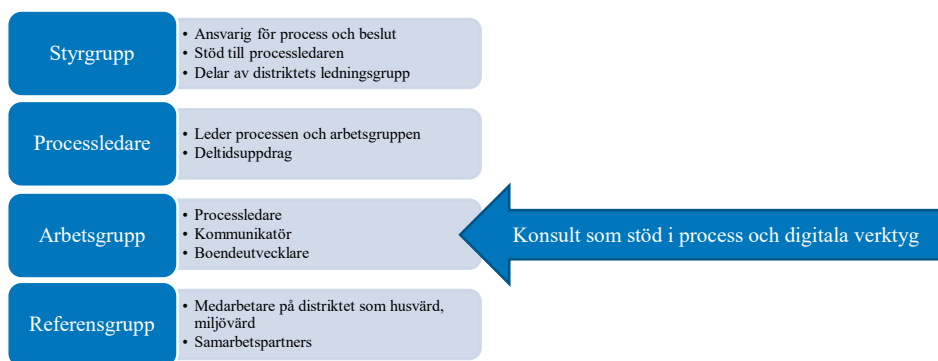 Styrgrupp
• Ansvarig för process och beslut
• Stöd till processledaren
• Delar av distriktets ledningsgrupp
Processledare
• Leder processen och arbetsgruppen
• Deltidsuppdrag
Arbetsgrupp
• Processledare
• Kommunikatör
• Boendeutvecklare
Konsult som stöd i process och digitala verktyg
Referensgrupp
• Medarbetare på distriktet som husvärd,
miljövärd
• Samarbetspartners